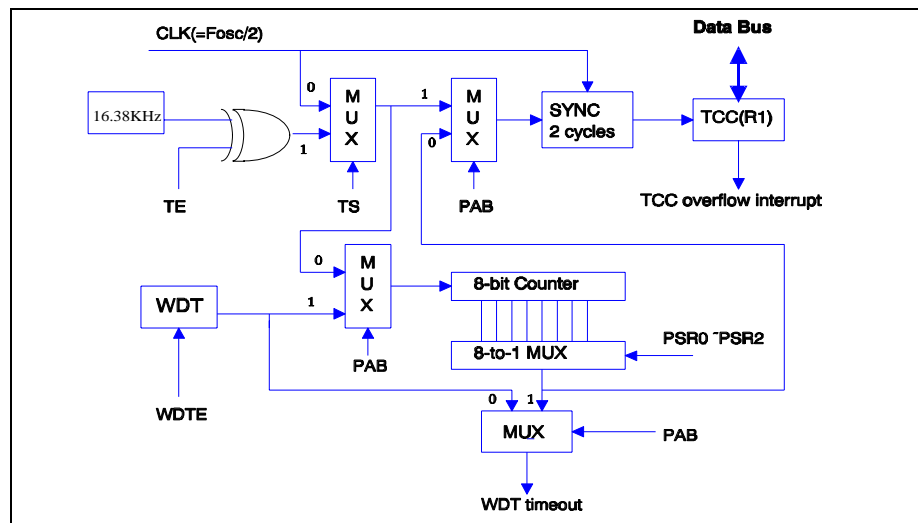 CLK(=Fosc/2)
Data Bus
0
M
U
X
1
M
U
X
SYNC
2 cycles
TCC(R1)
16.38KHz
1
0
TE
TS
PAB
TCC overflow interrupt
0
M
U
X
8-bit Counter
WDT
1
8-to-1 MUX
PSR0 ~PSR2
PAB
WDTE
0
1
MUX
PAB
WDT timeout